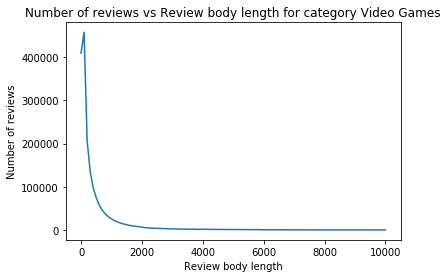 Number of reviews vs Review body length for category Video Games
400000
300000
200000
100000
0
Number of reviews
0 2000 4000 6000 8000 10000
Review body length